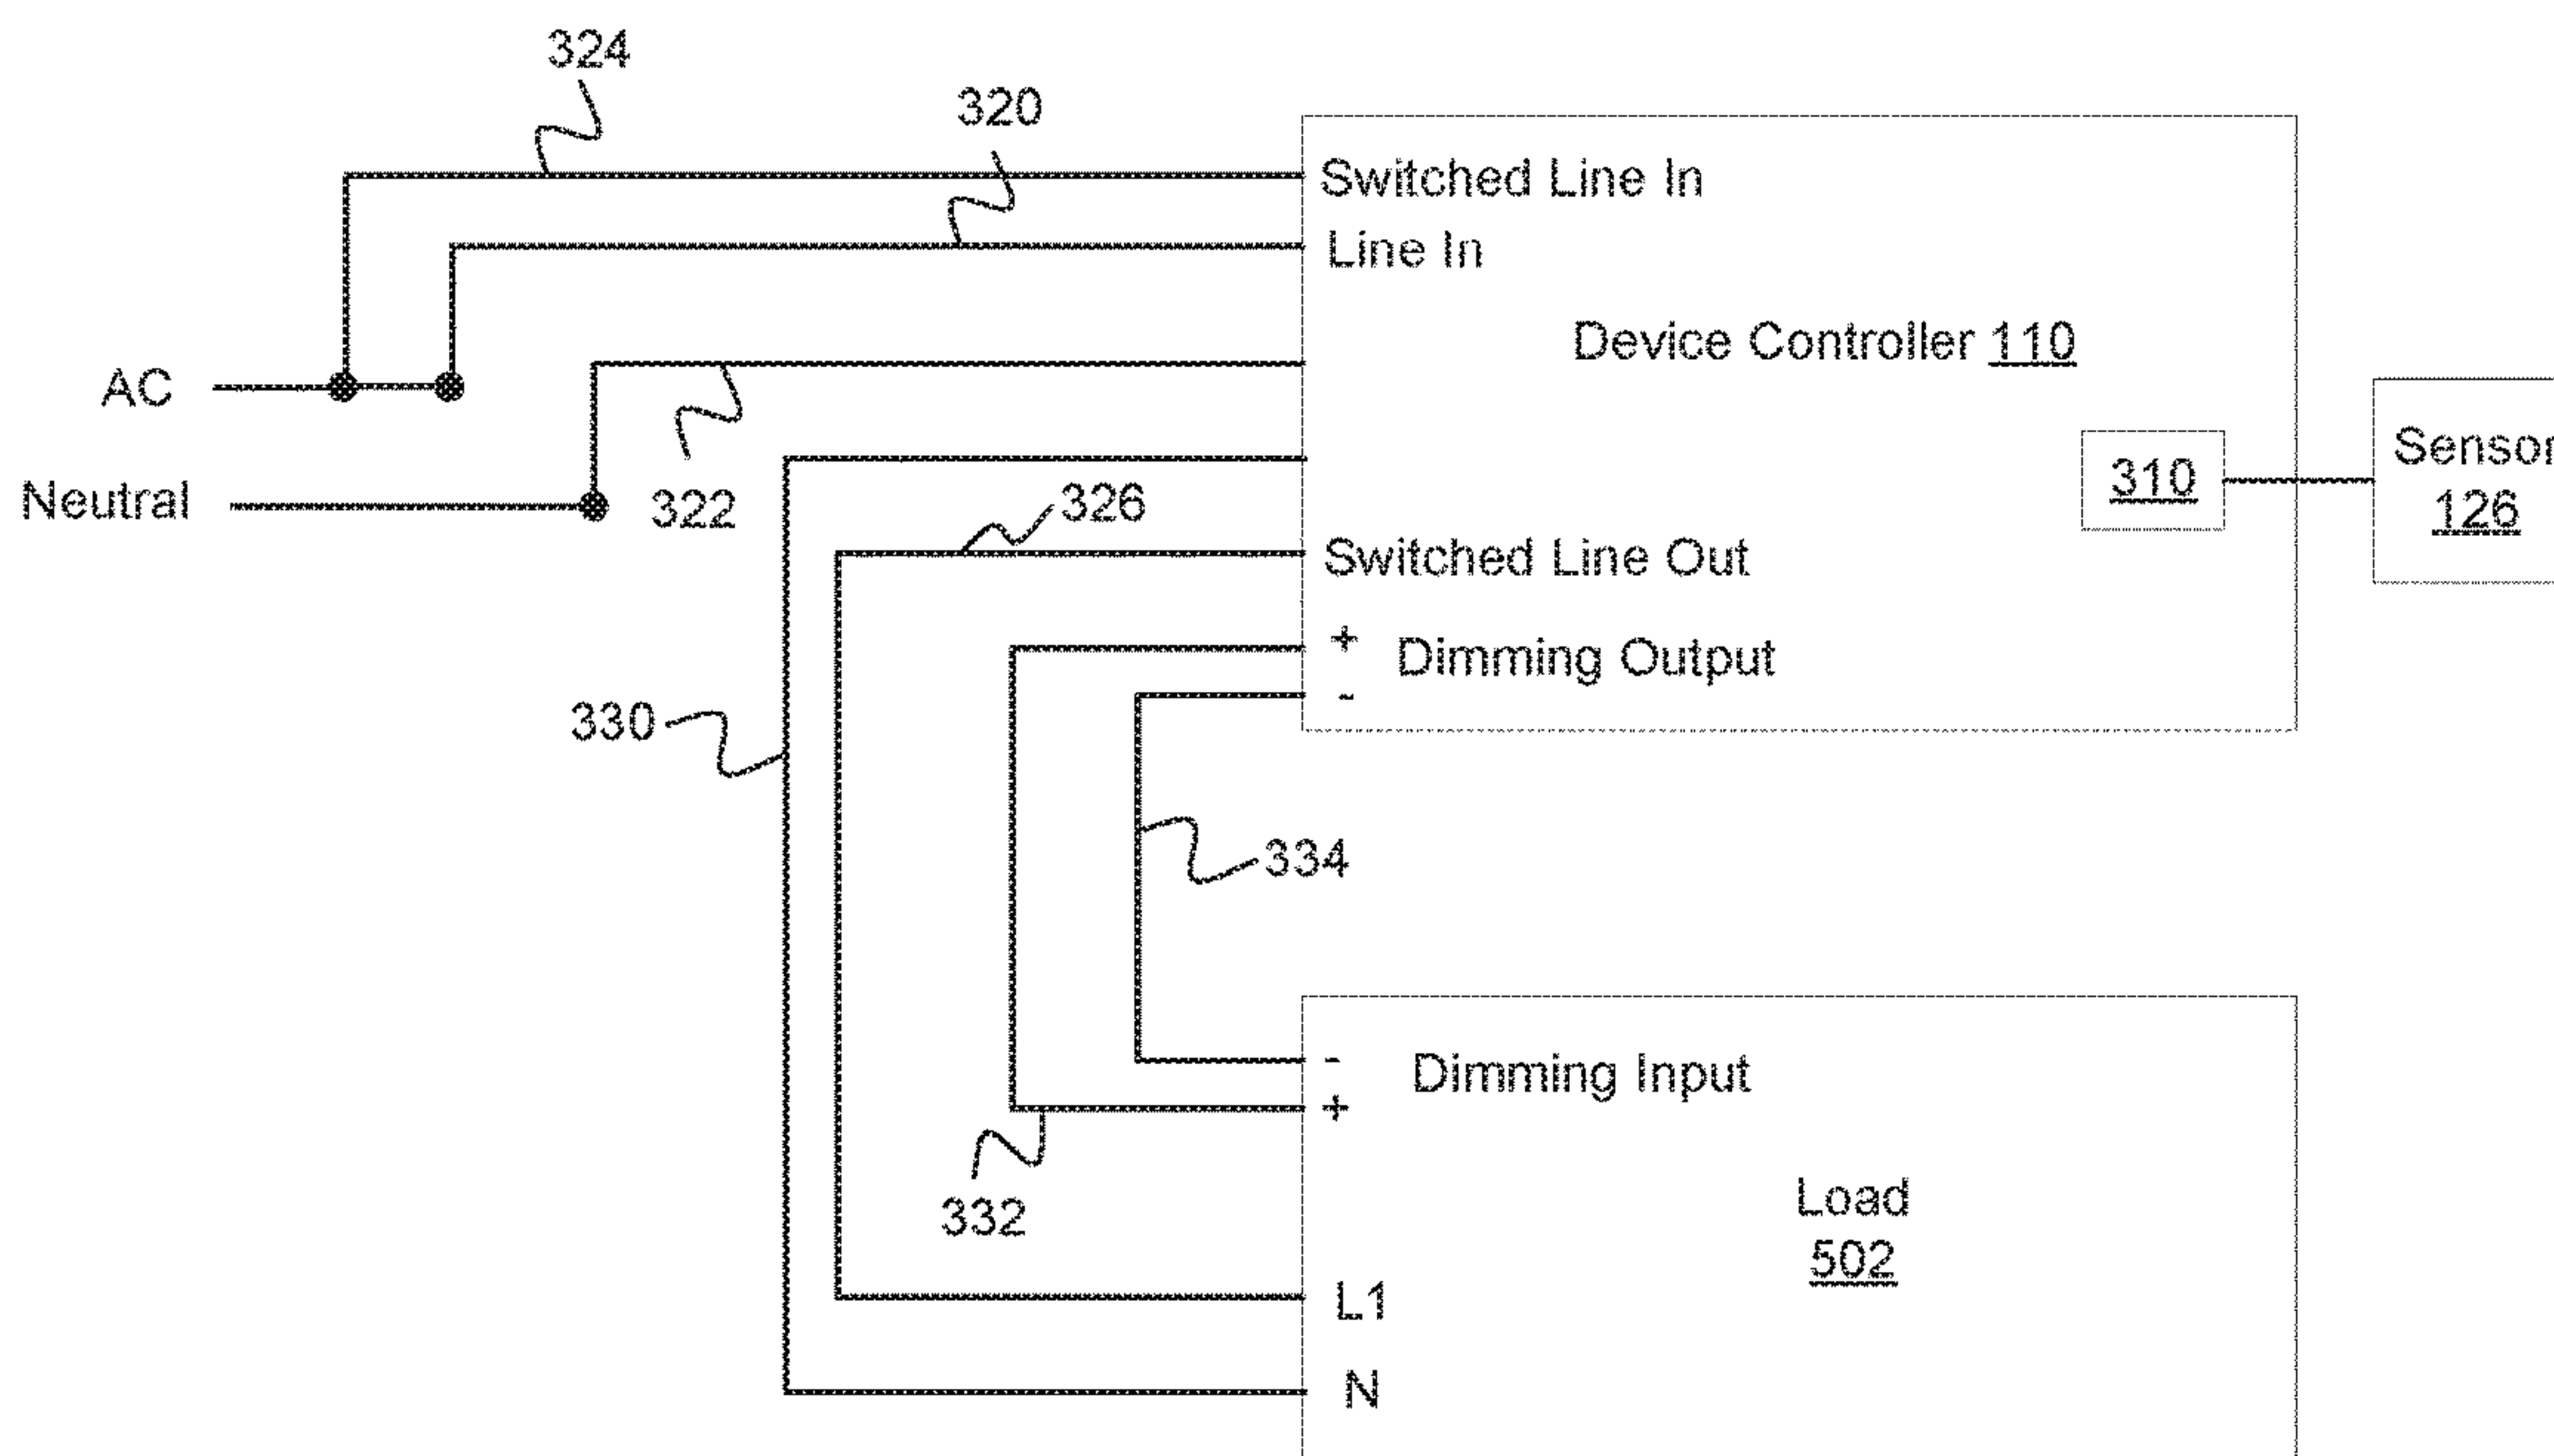 324
320
Switched Line In
Line In
Device Controller 110
AC
Neutral
322
326
310
Sensor
126
Switched Line Out
+
Dimming Output
-
330
334
-
Dimming Input
+
332
Load
502
L1
N